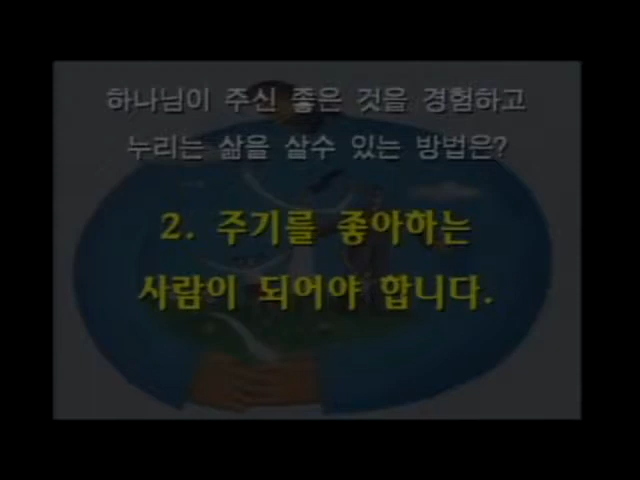 하나님이 주신 좋은 것을 경험하고
누리는 삶을 살수 있는 방법은?
2. 주기를 좋아하는
사람이 되어야 합니다.